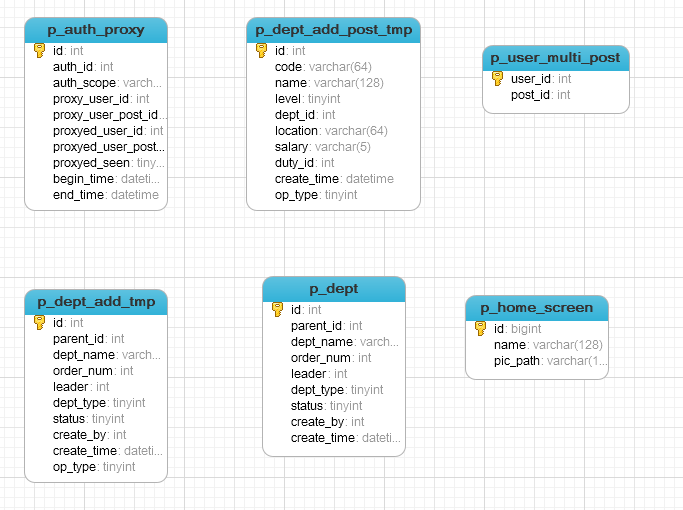 p_auth_proxy
id: int
auth_id: int
auth_scope: varch...
proxy_user_id: int
proxy_user_post_id...
proxyed_user_id: int
proxyed_user_post...
proxyed_seen: tiny...
begin_time: dateti...
end_time: datetime
p_dept_add_post_tmp
id: int
code: varchar(64)
name: varchar(128)
level: tinyint
dept_id: int
location: varchar(64)
salary: varchar(5)
duty_id: int
create_time: datetime
op_type: tinyint
p_user_multi_post
user_id: int
post_id: int
p_dept_add_tmp
id: int
parent_id: int
dept_name: varch...
order_num: int
leader: int
dept_type: tinyint
status: tinyint
create_by: int
create_time: dateti...
op_type: tinyint
p_dept
id: int
parent_id: int
dept_name: varch...
order_num: int
leader: int
dept_type: tinyint
status: tinyint
create_by: int
create_time: dateti...
p_home_screen
id: bigint
name: varchar(128)
pic_path: varchar(1...